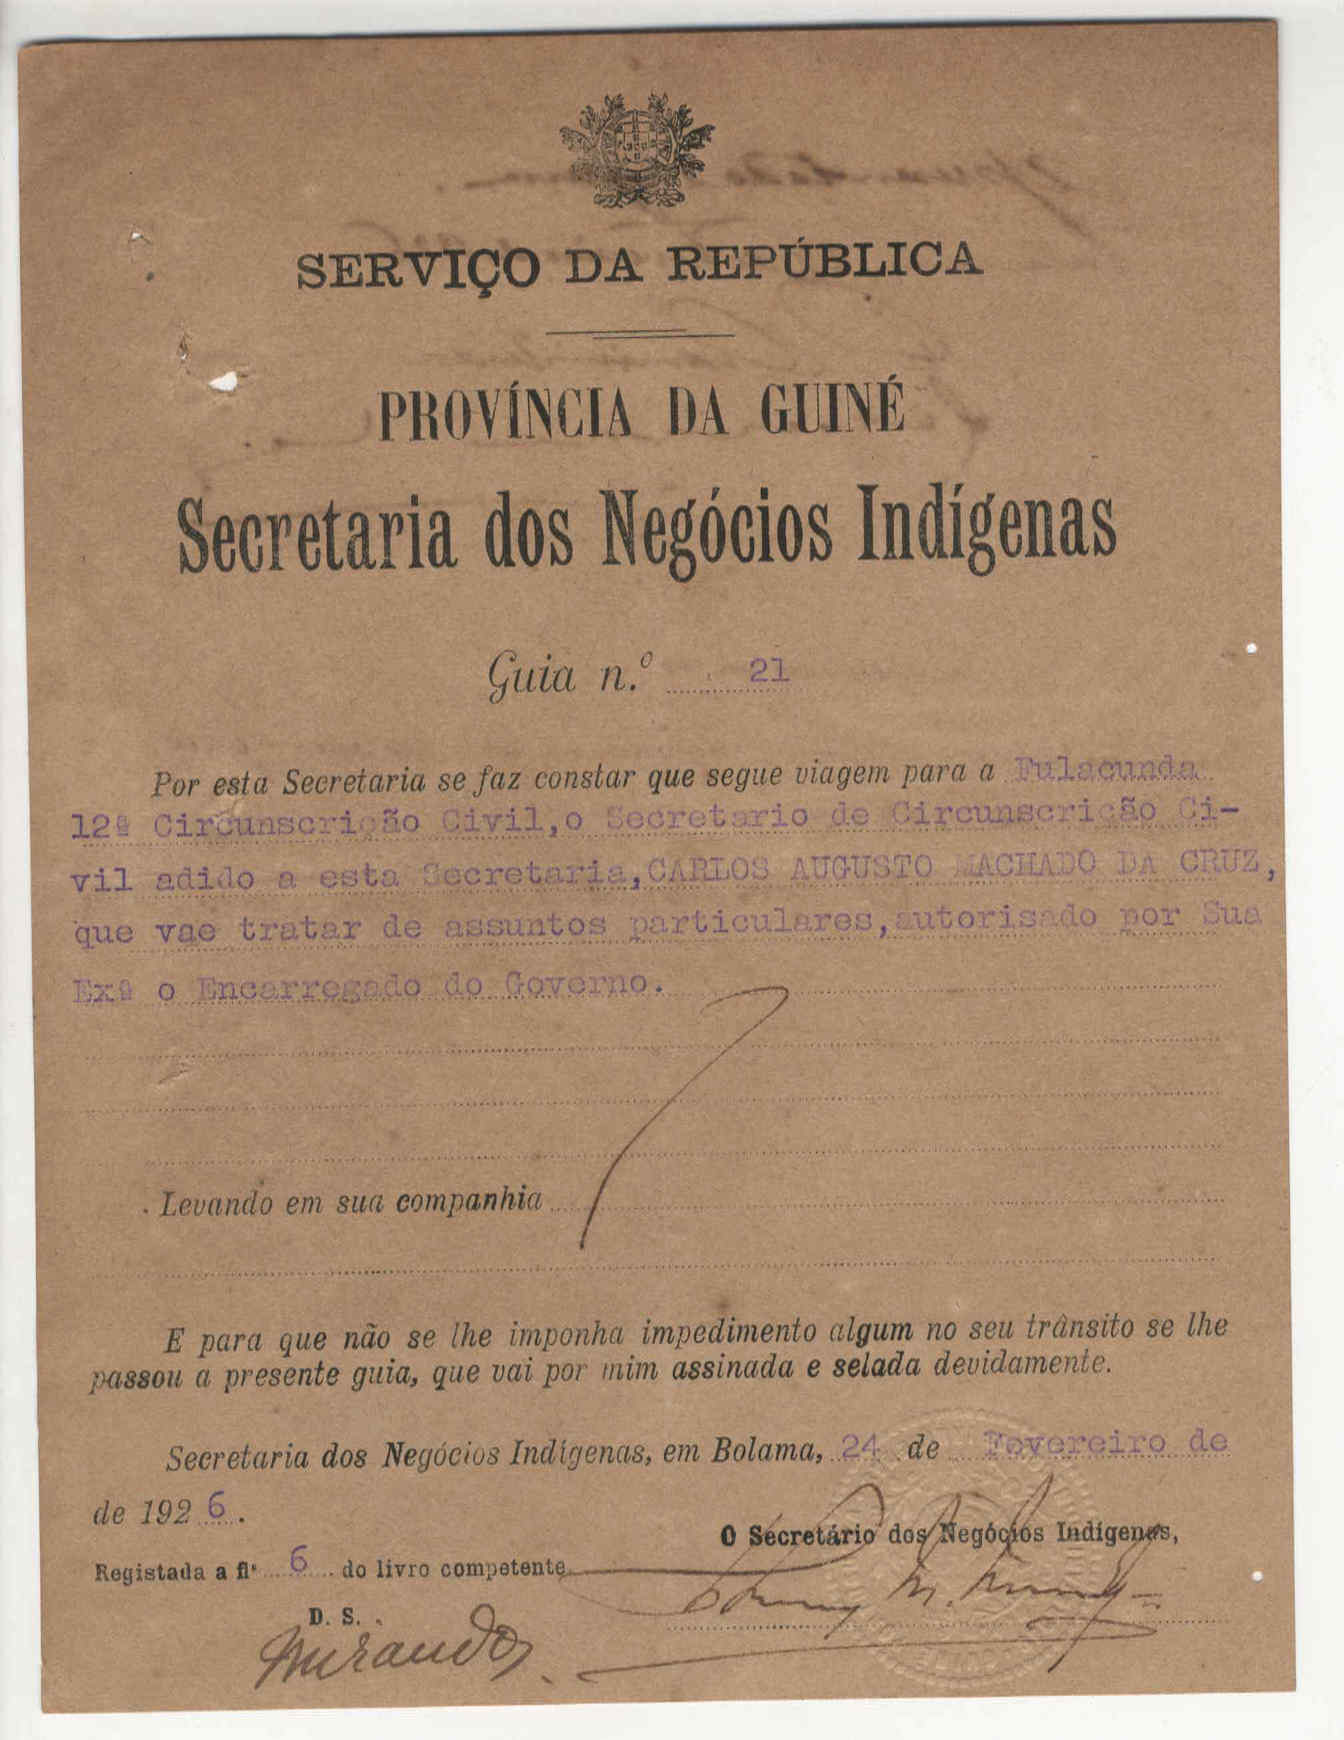 SERVIÇO DA REPÚBLICA
PROVÍNCIA DA GUINÉ
Secretaria dos Negócios Indígenas
Guia n.º 21
Por esta Secretaria se faz constar que segue viagem para a Fulacunda
12ª Circunscrição Civil,o Secretario de Circunscrição Ci-
vil adido a esta Secretaria,CARLOS AUGUSTO MACHADO DA CRUZ,
que vae tratar de assuntos particulares,autorisado por Sua
Exª o Encarregado do Governo.
Levando em sua companhia
E para que não se lhe imponha impedimento algum no seu trânsito se lhe
passou a presente guia, que vai por mim assinada e selada devidamente.
Secretaria dos Negócios Indígenas, em Bolama, 24 de Fevereiro de
de 1926.
O Secretário dos Negócios Indígenas,
Registada a fl. 6 do livro competente
D. S.
Miranda